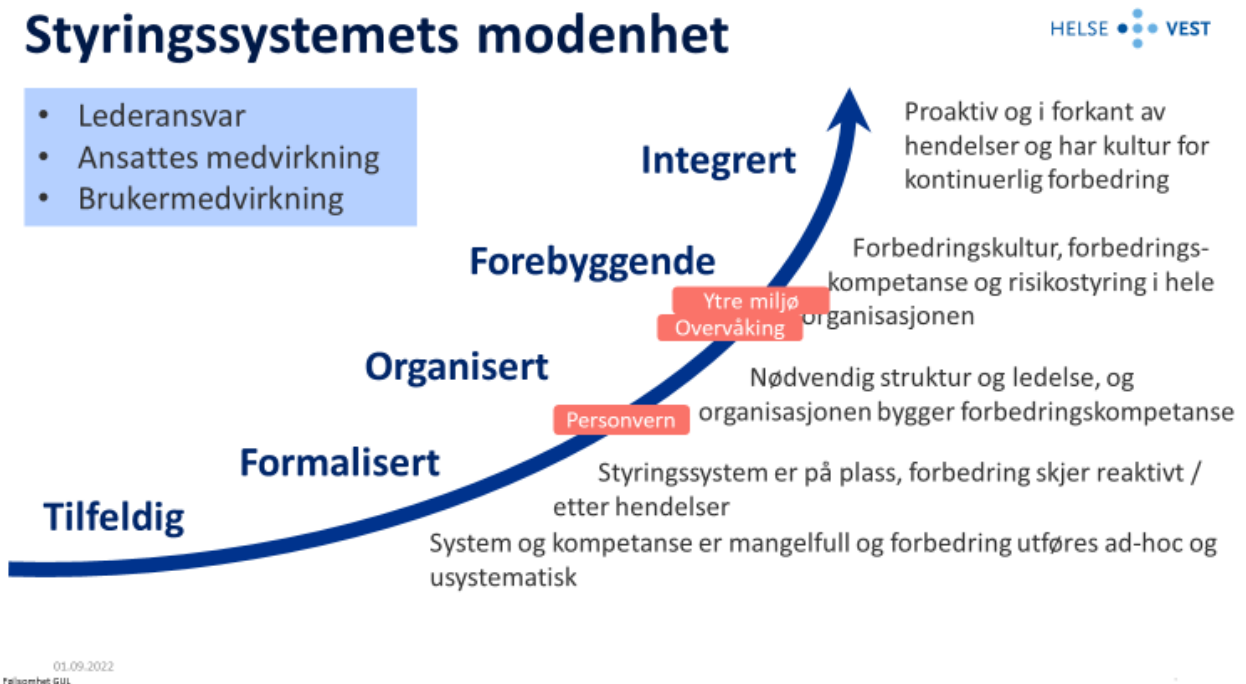 Styringssystemets modenhet
HELSE VEST
• Lederansvar
• Ansattes medvirkning
• Brukermedvirkning
Integrert
Proaktiv og i forkant av
hendelser og har kultur for
kontinuerlig forbedring
Forebyggende
Forbedringskultur, forbedrings-
kompetanse og risikostyring i hele
organisasjonen
Ytre miljø
Overvåking
Organisert
Nødvendig struktur og ledelse, og
organisasjonen bygger forbedringskompetanse
Personvern
Formalisert
Styringssystem er på plass, forbedring skjer reaktivt /
etter hendelser
Tilfeldig
System og kompetanse er mangelfull og forbedring utføres ad-hoc og
usystematisk
01.09.2022
Følsomhet GUL